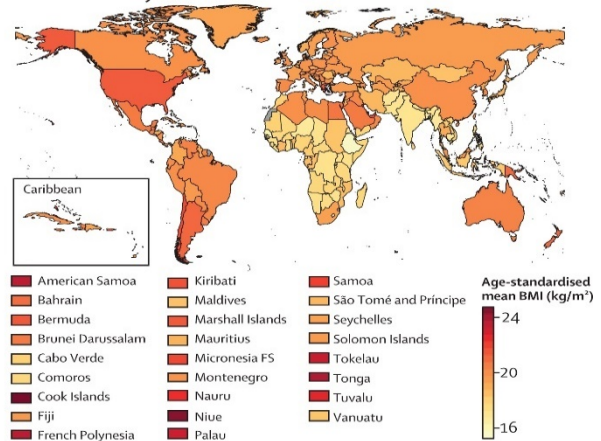 Caribbean
American Samoa
Bahrain
Bermuda
Brunei Darussalam
Cabo Verde
Comoros
Cook Islands
Fiji
French Polynesia
Kiribati
Maldives
Marshall Islands
Mauritius
Micronesia FS
Montenegro
Nauru
Niue
Palau
Samoa
São Tomé and Príncipe
Seychelles
Solomon Islands
Tokelau
Tonga
Tuvalu
Vanuatu
Age-standardised
mean BMI (kg/m²)
24
20
16